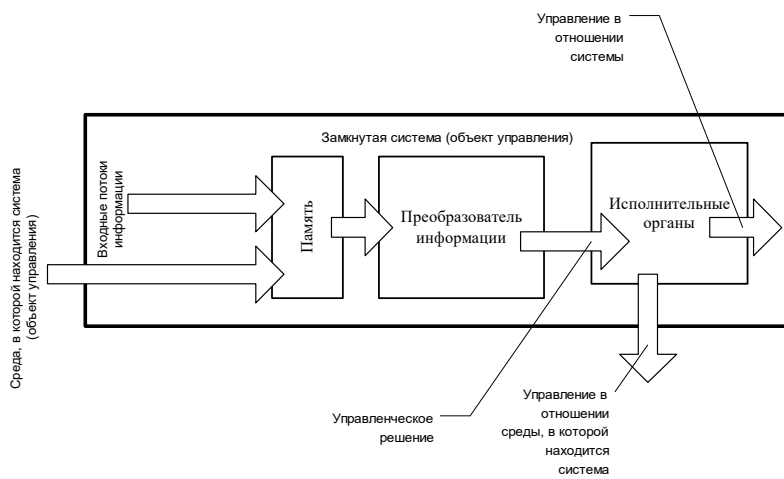 Управление в
отношении
системы
Замкнутая система (объект управления)
Среда, в которой находится система
(объект управления)
Входные потоки
информации
Память
Преобразователь
информации
Исполнительные
органы
Управленческое
решение
Управление в
отношении
среды, в которой
находится
система